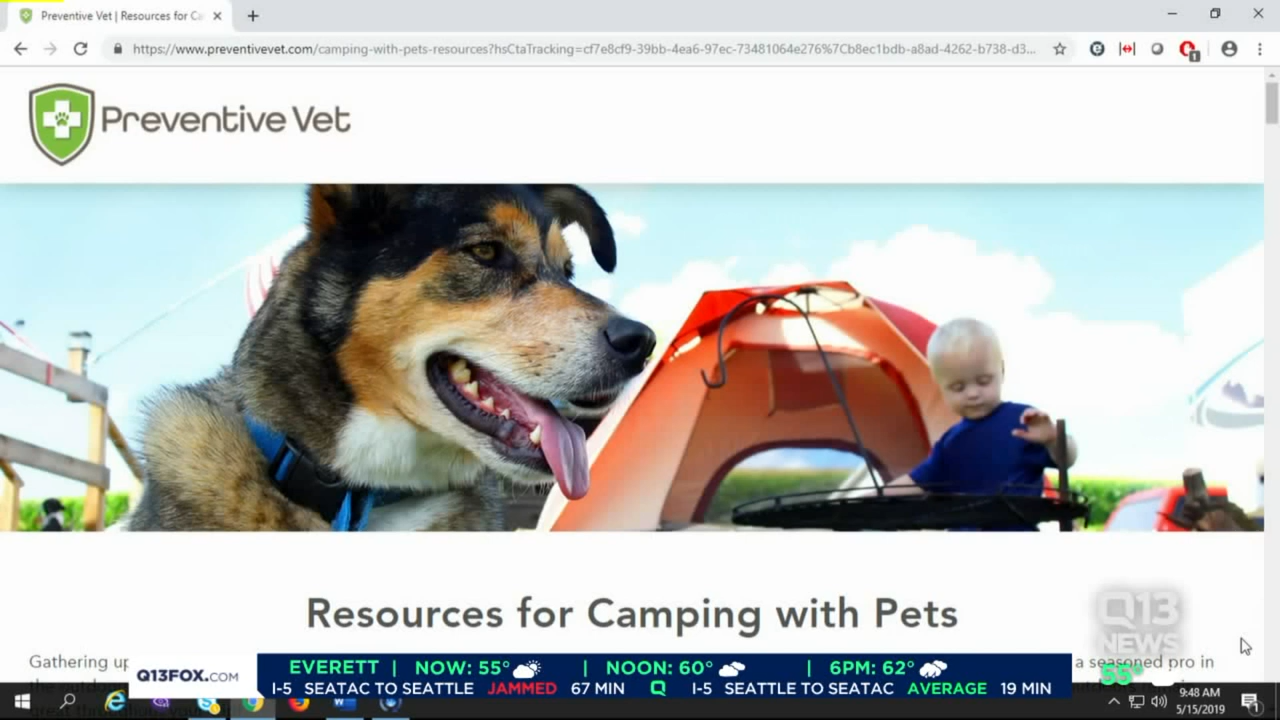 Preventive Vet | Resources for Ca
https://www.preventivevet.com/camping-with-pets-resources?hsCtaTracking=cf7e8cf9-39bb-4ea6-97ec-73481064e276%7Cb8ec1bdb-a8ad-4262-b738-d3...
1
Preventive Vet
Resources for Camping with Pets
Q13
NEWS
Gathering up
a seasoned pro in
Q13FOX.COM
EVERETT | NOW: 55° | NOON: 60° | 6PM: 62°
I-5 SEATAC TO SEATTLE JAMMED 67 MIN Q I-5 SEATTLE TO SEATAC AVERAGE 19 MIN
55°
9:48 AM
5/15/2019
1